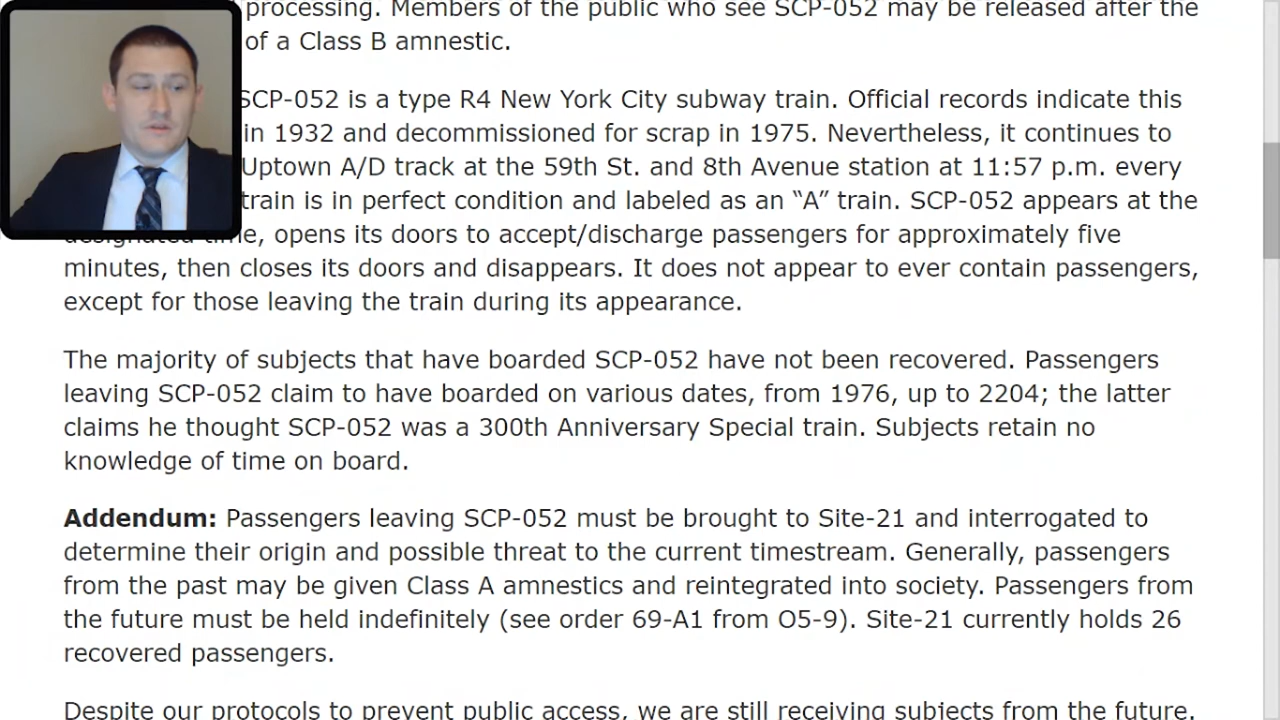 processing. Members of the public who see SCP-052 may be released after the
of a Class B amnestic.
SCP-052 is a type R4 New York City subway train. Official records indicate this
in 1932 and decommissioned for scrap in 1975. Nevertheless, it continues to
Uptown A/D track at the 59th St. and 8th Avenue station at 11:57 p.m. every
train is in perfect condition and labeled as an “A” train. SCP-052 appears at the
designated time, opens its doors to accept/discharge passengers for approximately five
minutes, then closes its doors and disappears. It does not appear to ever contain passengers,
except for those leaving the train during its appearance.
The majority of subjects that have boarded SCP-052 have not been recovered. Passengers
leaving SCP-052 claim to have boarded on various dates, from 1976, up to 2204; the latter
claims he thought SCP-052 was a 300th Anniversary Special train. Subjects retain no
knowledge of time on board.
Addendum: Passengers leaving SCP-052 must be brought to Site-21 and interrogated to
determine their origin and possible threat to the current timestream. Generally, passengers
from the past may be given Class A amnestics and reintegrated into society. Passengers from
the future must be held indefinitely (see order 69-A1 from O5-9). Site-21 currently holds 26
recovered passengers.
Despite our protocols to prevent public access, we are still receiving subjects from the future.